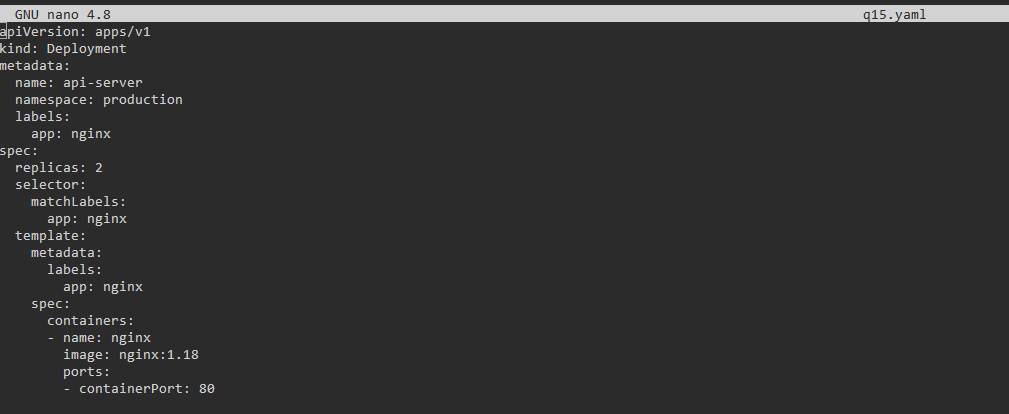 GNU nano 4.8 q15.yaml
apiVersion: apps/v1
kind: Deployment
metadata:
  name: api-server
  namespace: production
  labels:
    app: nginx
spec:
  replicas: 2
  selector:
    matchLabels:
      app: nginx
  template:
    metadata:
      labels:
        app: nginx
    spec:
      containers:
      - name: nginx
        image: nginx:1.18
        ports:
        - containerPort: 80